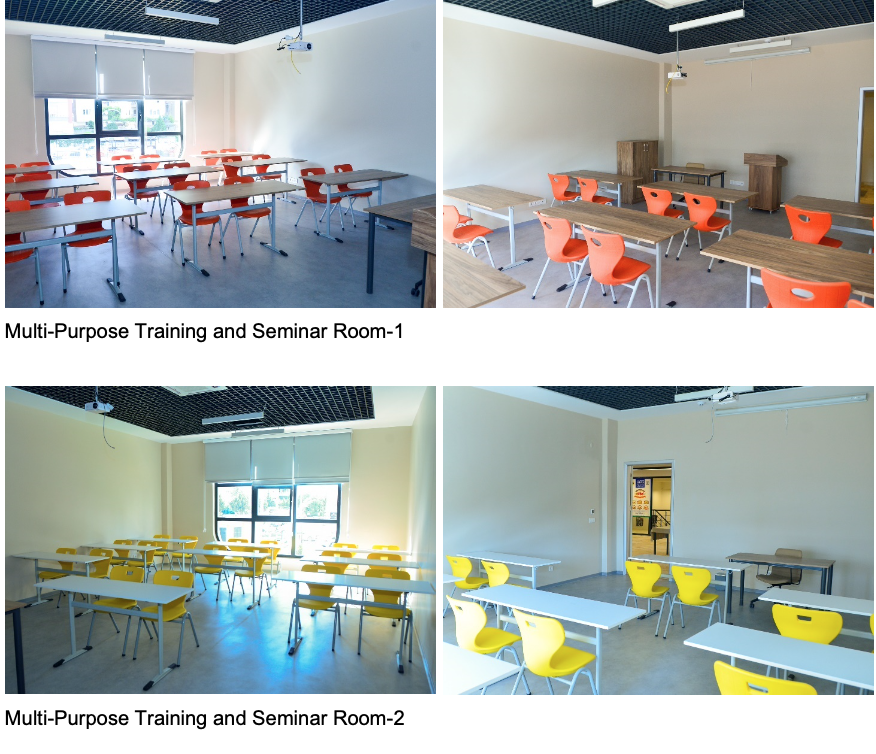 Multi-Purpose Training and Seminar Room-1
Multi-Purpose Training and Seminar Room-2